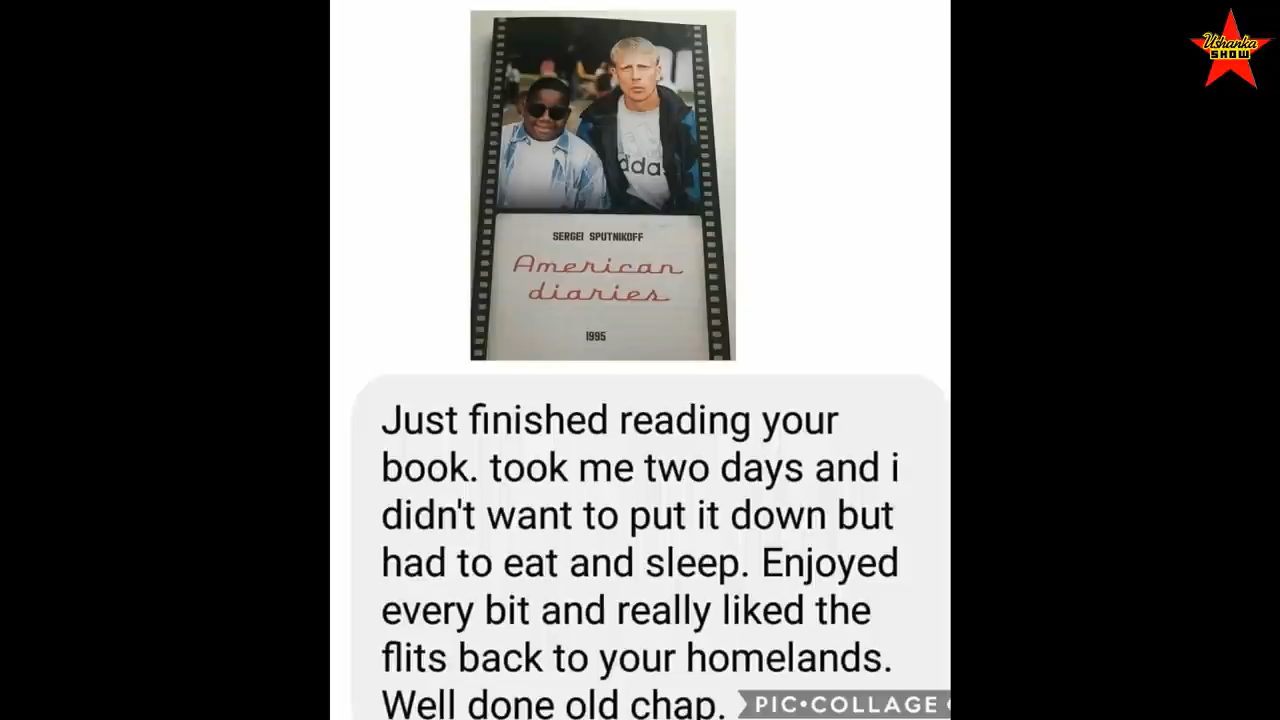 Ushanka
SHOW
adidas
SERGEI SPUTNIKOFF
American
diaries
1995
Just finished reading your
book. took me two days and i
didn't want to put it down but
had to eat and sleep. Enjoyed
every bit and really liked the
flits back to your homelands.
Well done old chap.
PIC•COLLAGE